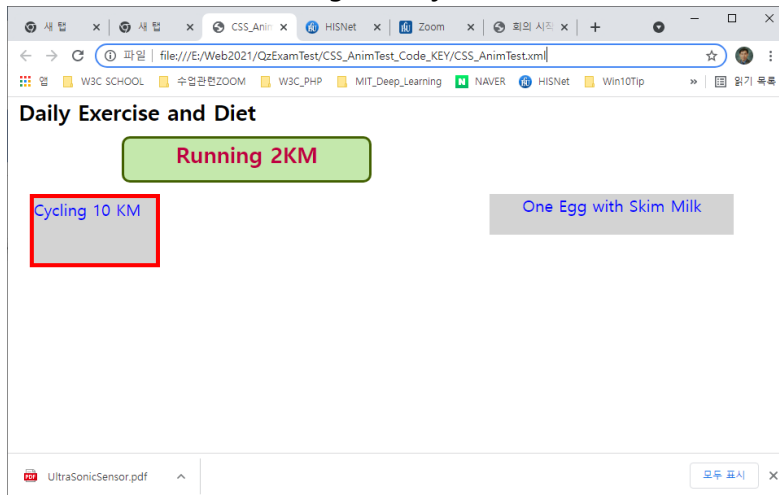 새 탭
새 탭
CSS_Anim
HISNet
Zoom
회의 시작
파일 | file:///E:/Web2021/QzExamTest/CSS_AnimTest_Code_KEY/CSS_AnimTest.xml
앱 W3C SCHOOL 수업관련ZOOM W3C_PHP MIT_Deep_Learning NAVER HISNet Win10Tip » 읽기 목록
Daily Exercise and Diet
Running 2KM
Cycling 10 KM
One Egg with Skim Milk
UltraSonicSensor.pdf
모두 표시